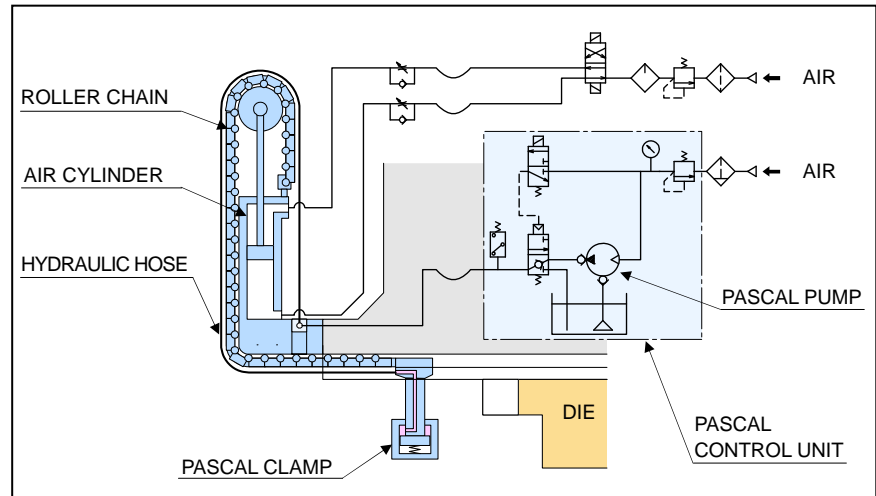 AIR
ROLLER CHAIN
AIR CYLINDER
AIR
HYDRAULIC HOSE
PASCAL PUMP
DIE
PASCAL
CONTROL UNIT
PASCAL CLAMP